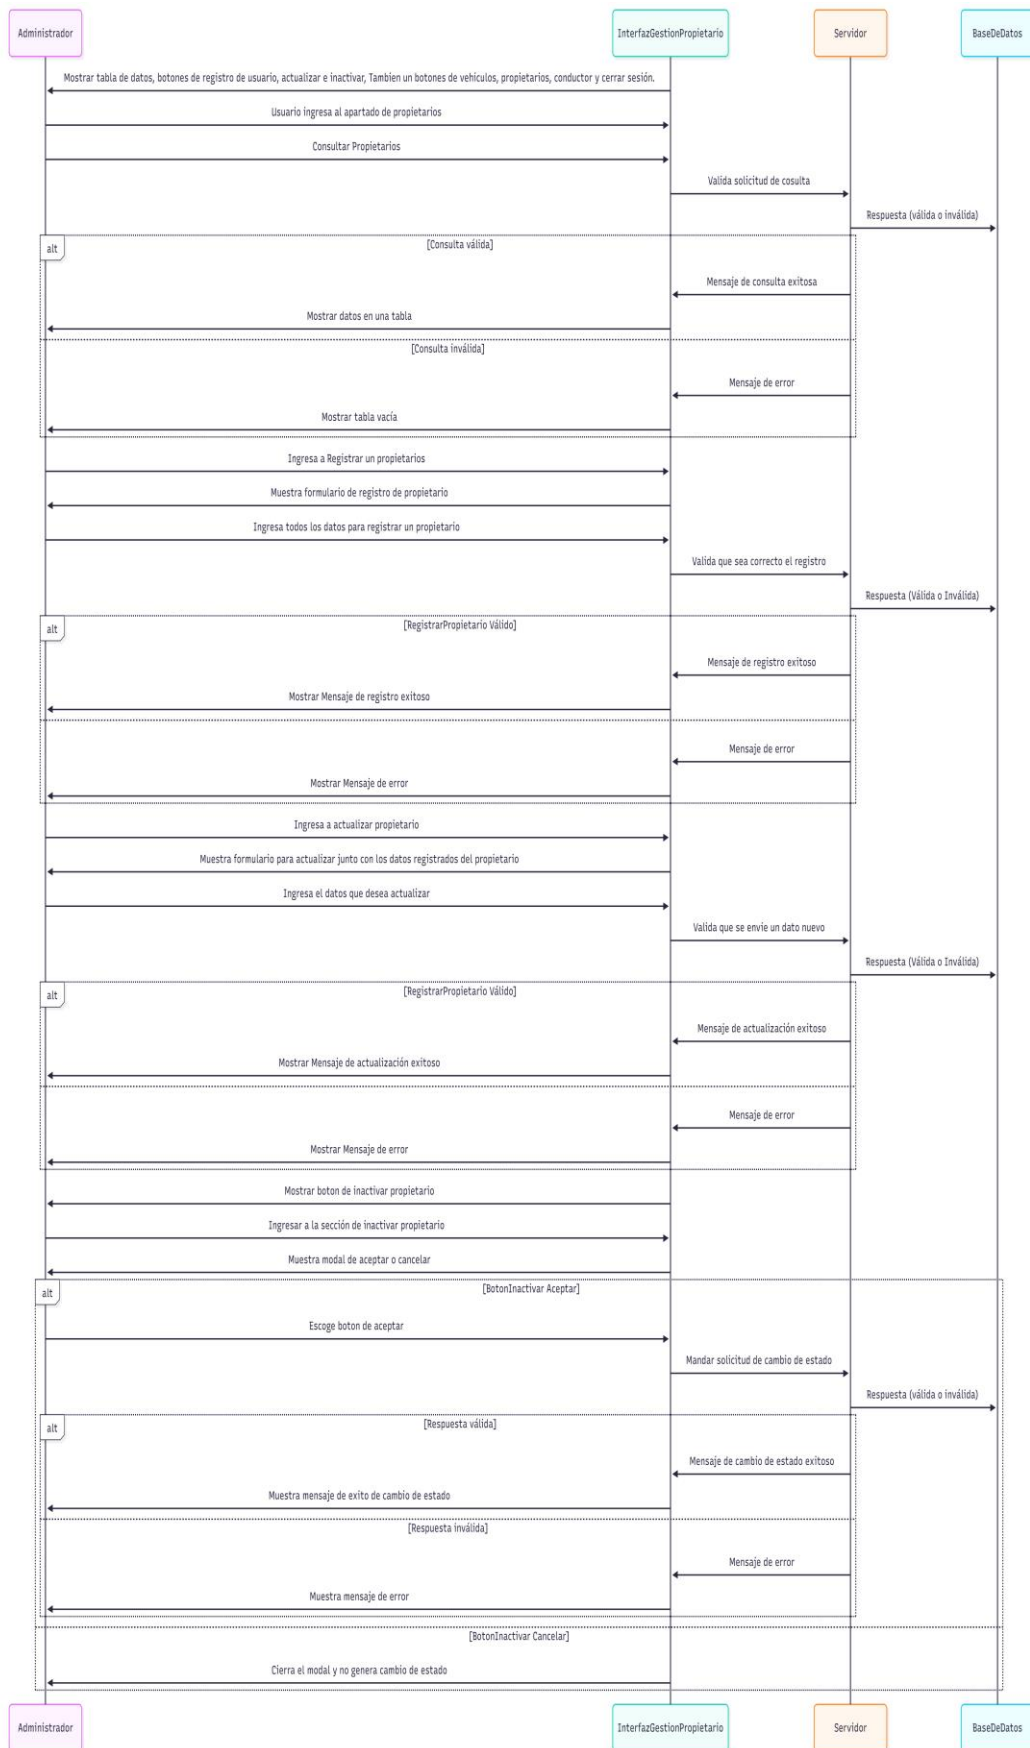 Administrador
InterfazGestionPropietario
Servidor
BaseDeDatos
Mostrar tabla de datos, botones de registro de usuario, actualizar e inactivar, Tambien un botones de vehículos, propietarios, conductor y cerrar sesión.
Usuario ingresa al apartado de propietarios
Consultar Propietarios
Valida solicitud de cosulta
Respuesta (válida o inválida)
alt
[Consulta válida]
Mensaje de consulta exitosa
Mostrar datos en una tabla
[Consulta inválida]
Mensaje de error
Mostrar tabla vacía
Ingresa a Registrar un propietarios
Muestra formulario de registro de propietario
Ingresa todos los datos para registrar un propietario
Valida que sea correcto el registro
Respuesta (Válida o Inválida)
alt
[RegistrarPropietario Válido]
Mensaje de registro exitoso
Mostrar Mensaje de registro exitoso
Mensaje de error
Mostrar Mensaje de error
Ingresa a actualizar propietario
Muestra formulario para actualizar junto con los datos registrados del propietario
Ingresa el datos que desea actualizar
Valida que se envie un dato nuevo
Respuesta (Válida o Inválida)
alt
[RegistrarPropietario Válido]
Mensaje de actualización exitoso
Mostrar Mensaje de actualización exitoso
Mensaje de error
Mostrar Mensaje de error
Mostrar boton de inactivar propietario
Ingresar a la sección de inactivar propietario
Muestra modal de aceptar o cancelar
alt
[BotonInactivar Aceptar]
Escoge boton de aceptar
Mandar solicitud de cambio de estado
Respuesta (válida o inválida)
alt
[Respuesta válida]
Mensaje de cambio de estado exitoso
Muestra mensaje de exito de cambio de estado
[Respuesta inválida]
Mensaje de error
Muestra mensaje de error
[BotonInactivar Cancelar]
Cierra el modal y no genera cambio de estado
Administrador
InterfazGestionPropietario
Servidor
BaseDeDatos